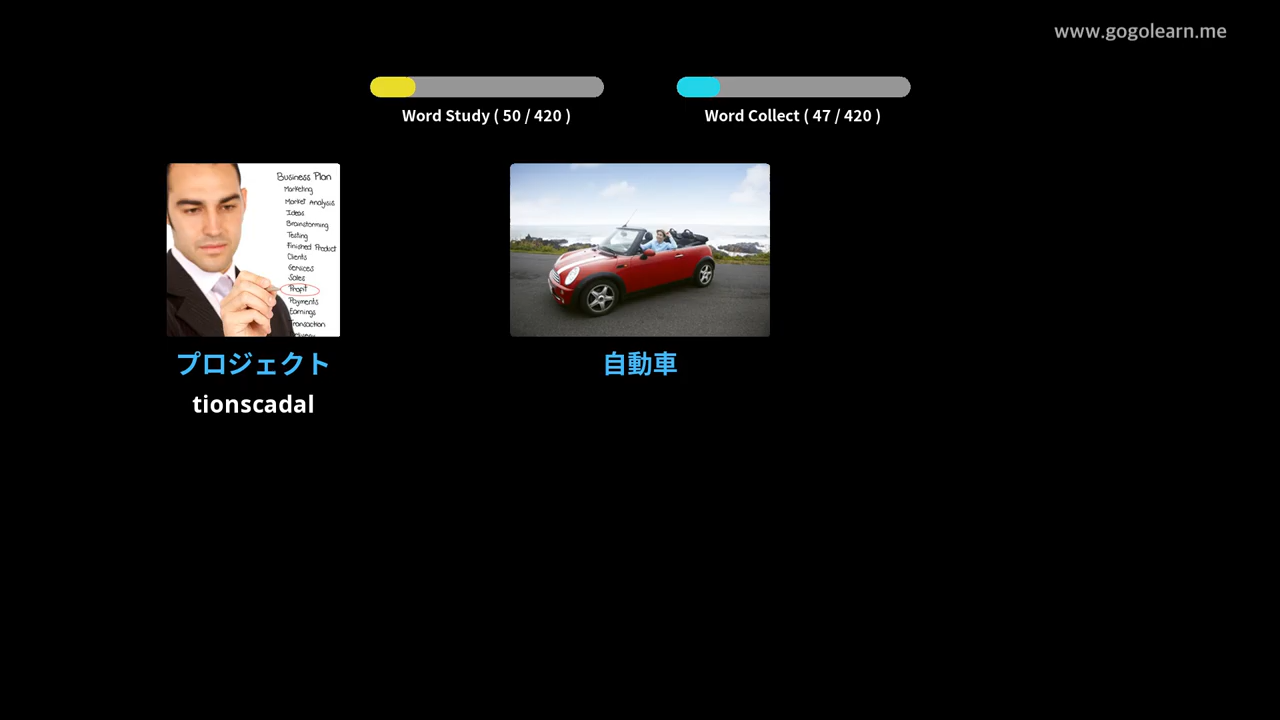 www.gogolearn.me
Word Study ( 50 / 420 )
Word Collect ( 47 / 420 )
Business Plan
Marketing
Market Analysis
Ideas
Brainstorming
Testing
Finished Product
Clients
Services
Sales
Profit
Payments
Earnings
Transaction
プロジェクト
tionscadal
自動車